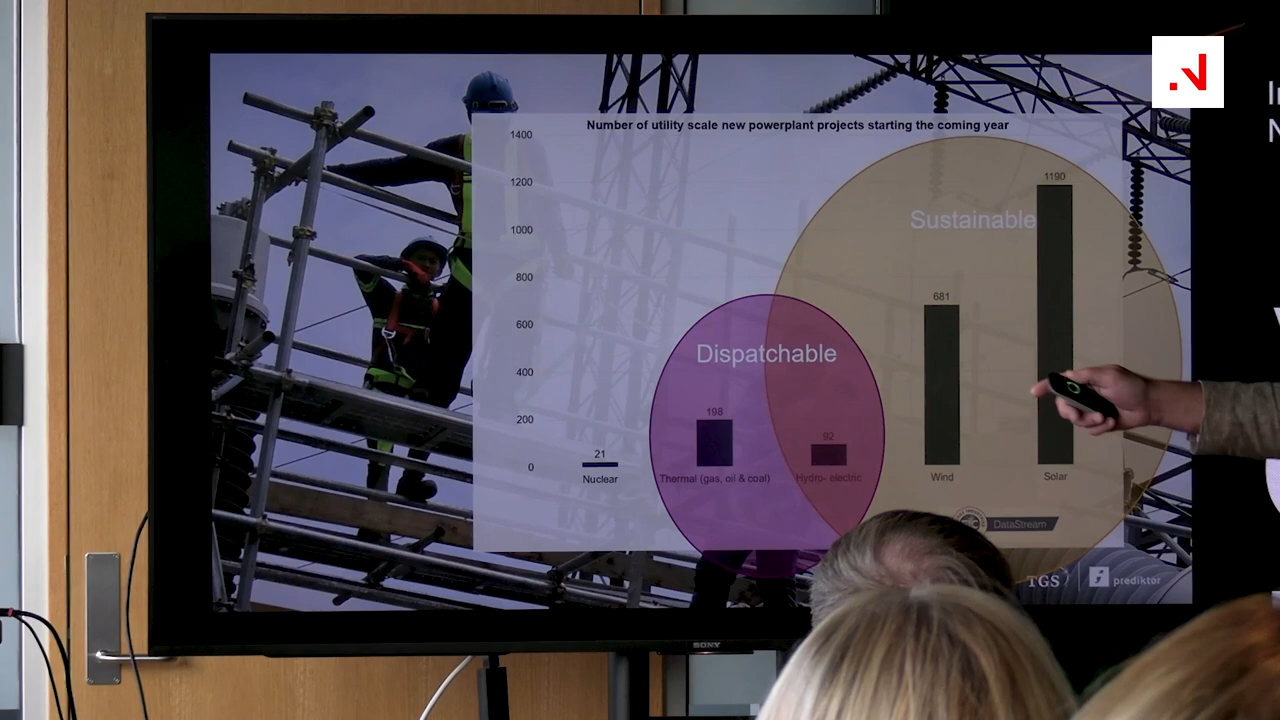 Number of utility scale new powerplant projects starting the coming year
1400
1200
1000
800
600
400
200
0
Sustainable
Dispatchable
21
198
92
681
1190
Nuclear
Thermal (gas, oil & coal)
Hydro- electric
Wind
Solar
DataStream
TGS
prediktor
SONY
.N